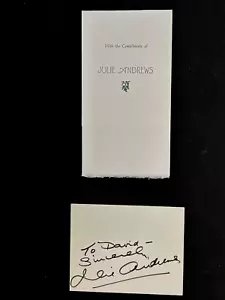 With the Compliments of
JULIE ANDREWS
To David -
Sincerely,
Julie Andrews